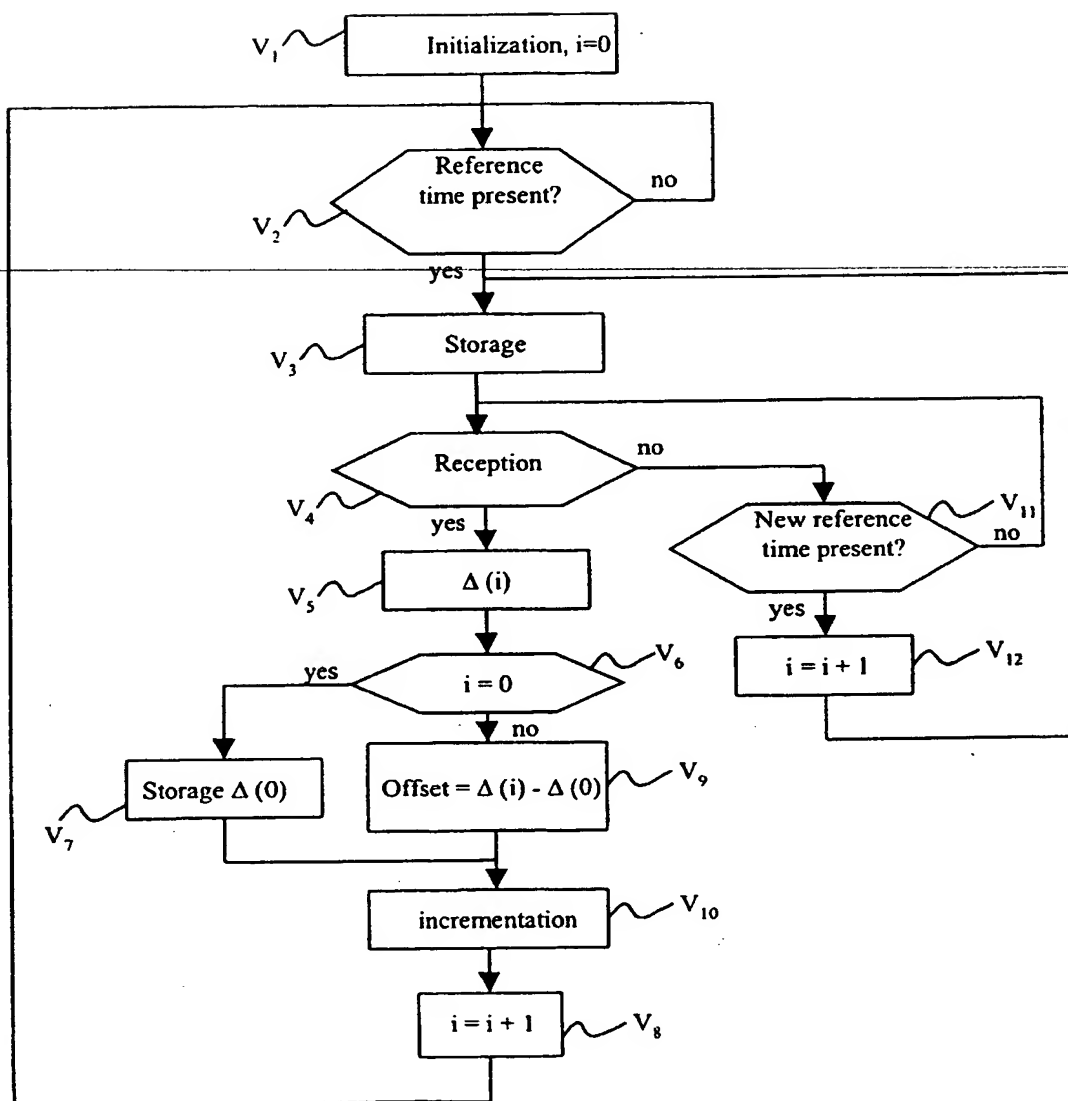 V₁
Initialization, i=0
Reference
time present?
no
V₂
yes
Storage
V₃
Reception
no
V₄
yes
New reference
time present?
V₁₁
no
yes
Δ (i)
V₅
i = i + 1
V₁₂
i = 0
V₆
yes
no
Storage Δ (0)
V₇
Offset = Δ (i) - Δ (0)
V₉
incrementation
V₁₀
i = i + 1
V₈